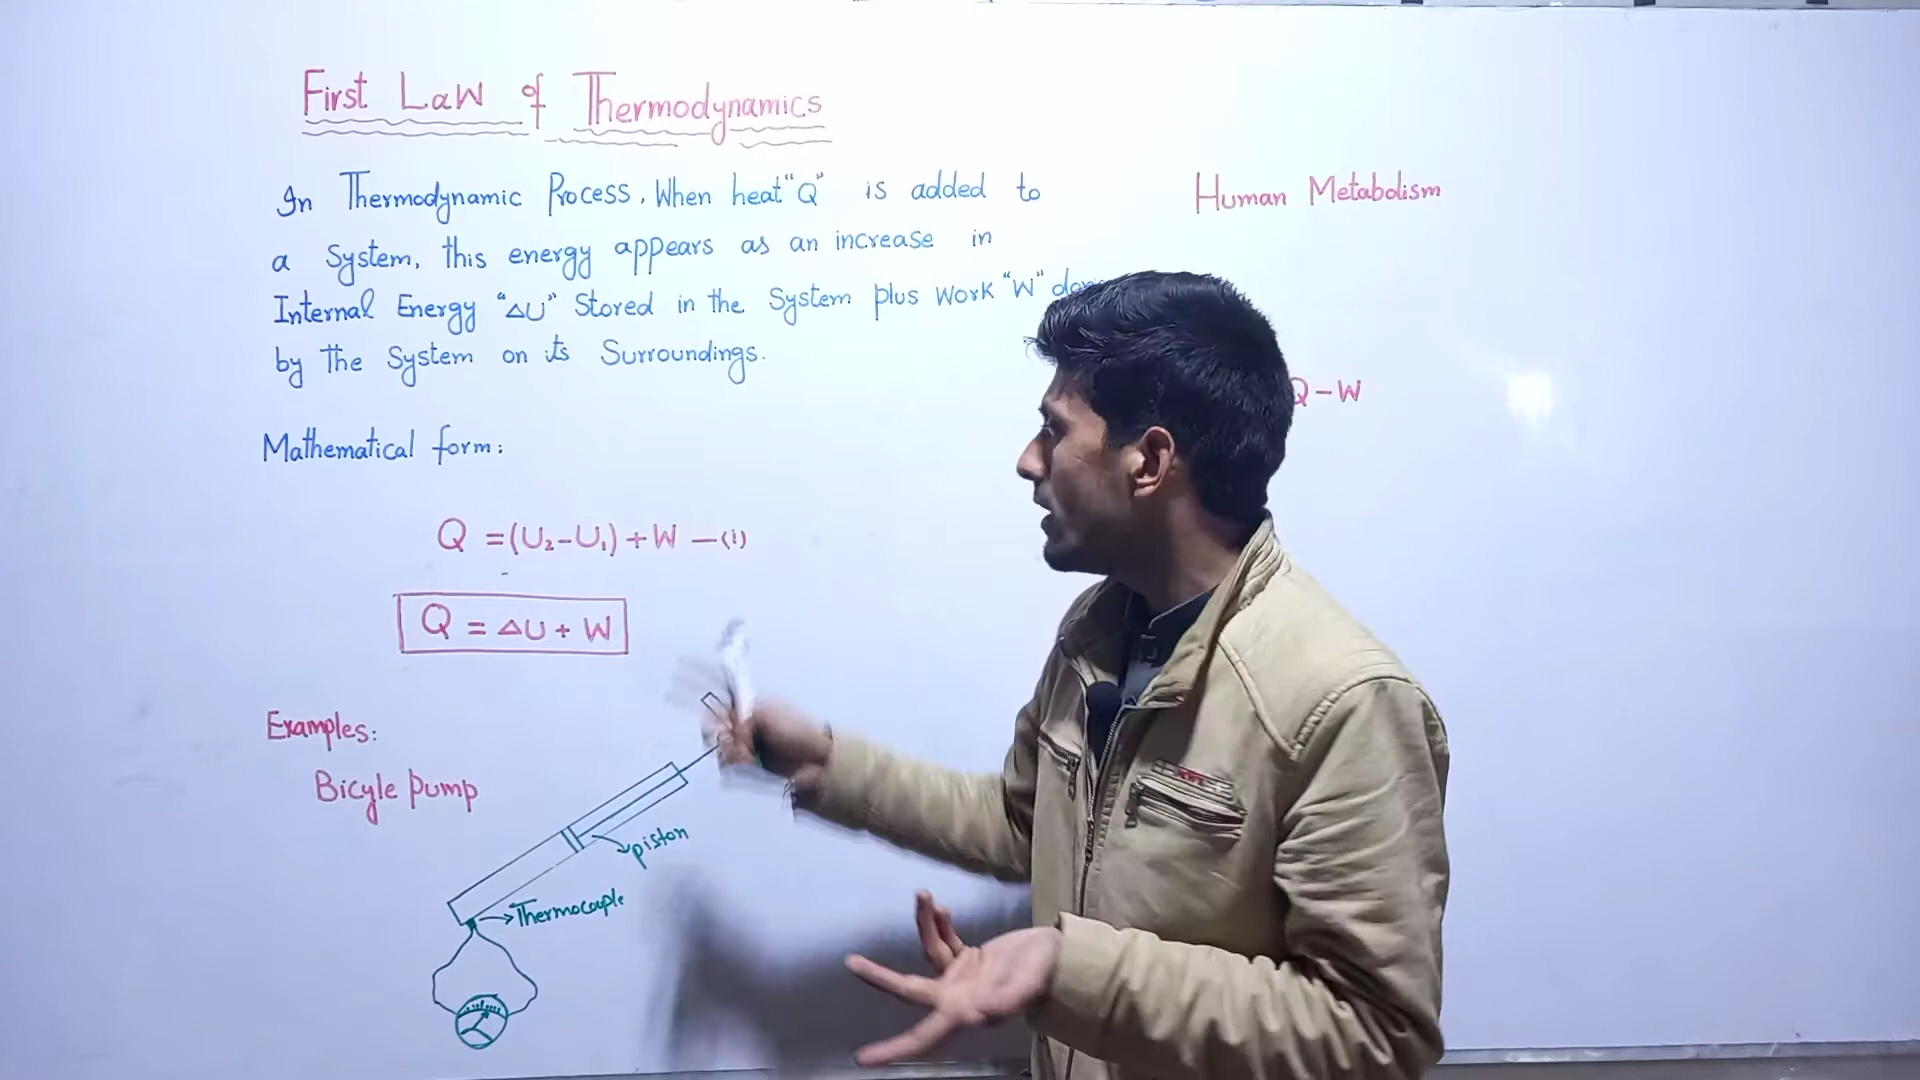 First Law of Thermodynamics
In Thermodynamic Process, When heat "Q" is added to
a System, this energy appears as an increase in
Internal Energy "ΔU" Stored in the System plus Work "W"
by the System on its Surroundings.
Mathematical form:
Q = (U₂-U₁) + W —(1)
Q = ΔU + W
Examples:
Bicyle Pump
piston
Thermocouple
Human Metabolism
Q - W